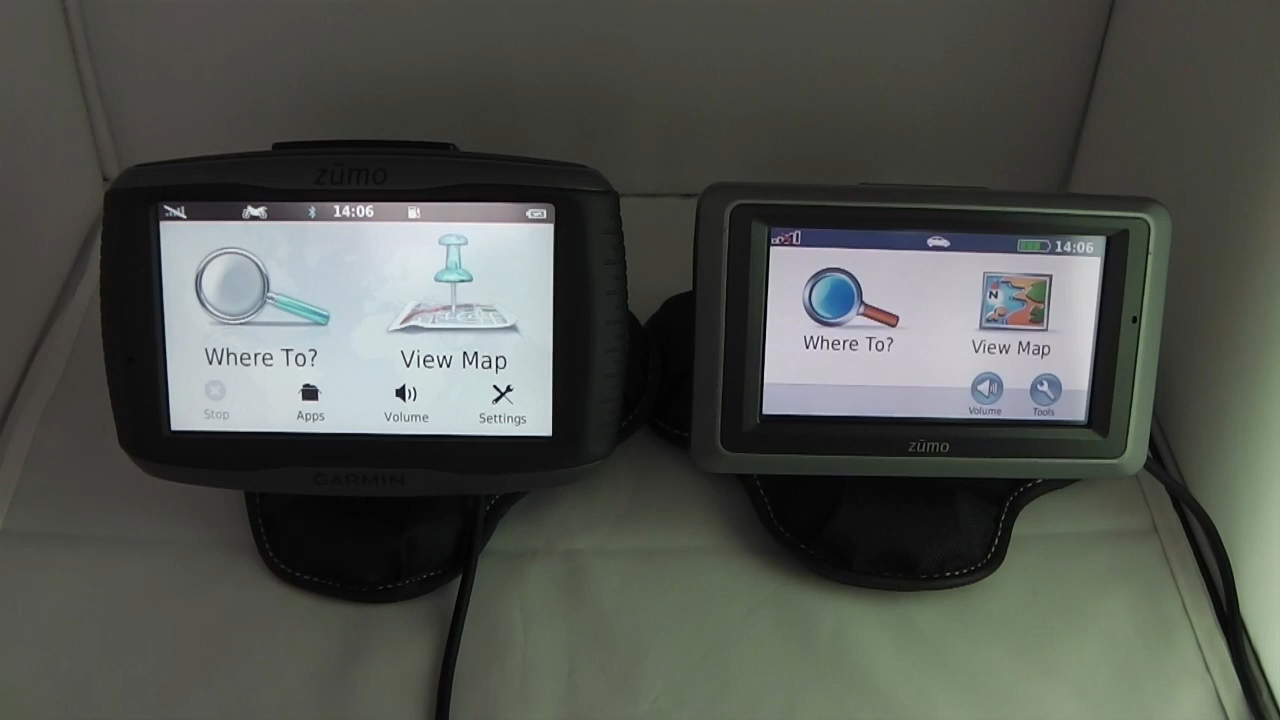 zūmo
14:06
Where To?
View Map
Stop
Apps
Volume
Settings
GARMIN
14:06
N
Where To?
View Map
Volume
Tools
zūmo